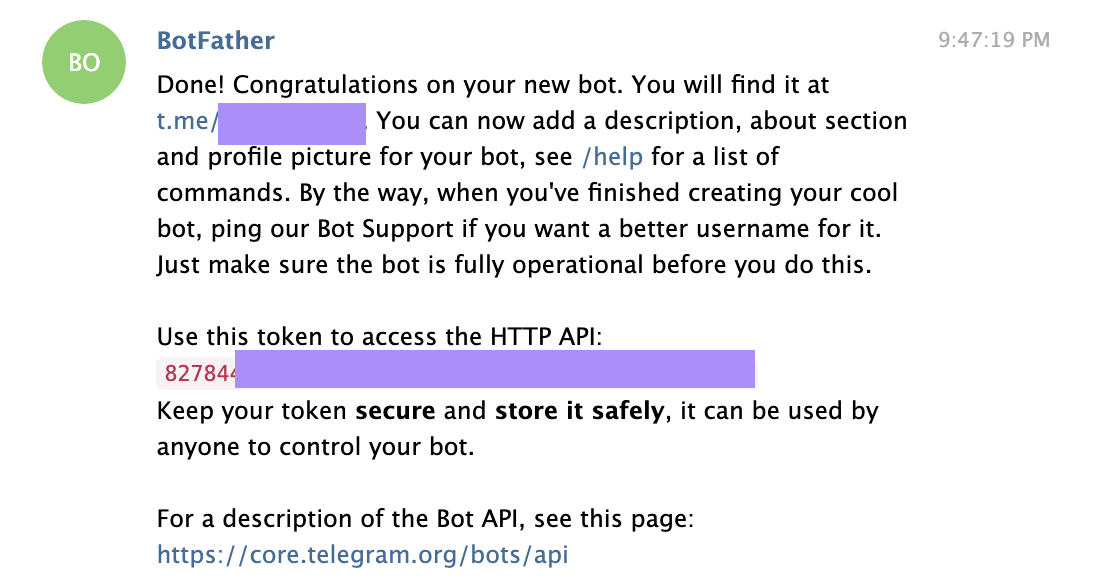 BO
BotFather
9:47:19 PM
Done! Congratulations on your new bot. You will find it at
t.me/ . You can now add a description, about section
and profile picture for your bot, see /help for a list of
commands. By the way, when you've finished creating your cool
bot, ping our Bot Support if you want a better username for it.
Just make sure the bot is fully operational before you do this.
Use this token to access the HTTP API:
82784
Keep your token secure and store it safely, it can be used by
anyone to control your bot.
For a description of the Bot API, see this page:
https://core.telegram.org/bots/api